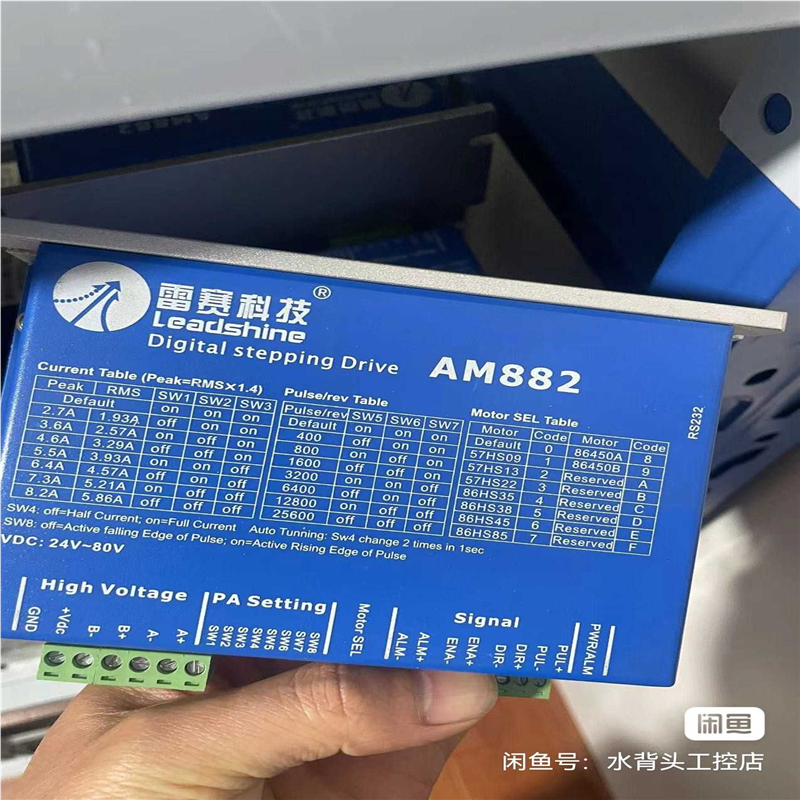 AM882
雷赛科技®
Leadshine
Digital stepping Drive
AM882
Current Table (Peak=RMS×1.4)
Peak RMS SW1 SW2 SW3
Default on on on
2.7A 1.93A off on on
3.6A 2.57A on off on
4.6A 3.29A off off on
5.5A 3.93A on on off
6.4A 4.57A off on off
7.3A 5.21A on off off
8.2A 5.86A off off off
Pulse/rev Table
Pulse/rev SW5 SW6 SW7
Default on on on
400 off on on
800 on off on
1600 off off on
3200 on on off
6400 off on off
12800 on off off
25600 off off off
Motor SEL Table
Motor Code Motor Code
Default 0 86450A 8
57HS09 1 86450B 9
57HS13 2 Reserved A
57HS22 3 Reserved B
86HS35 4 Reserved C
86HS38 5 Reserved D
86HS45 6 Reserved E
86HS85 7 Reserved F
RS232
SW4: off=Half Current; on=Full Current Auto Tunning: Sw4 change 2 times in 1sec
SW8: off=Active falling Edge of Pulse; on=Active Rising Edge of Pulse
VDC: 24V~80V
High Voltage
PA Setting
Signal
GND
+Vdc
B-
B+
A-
A+
SW1
SW2
SW3
SW4
SW5
SW6
SW7
SW8
Motor SEL
ALM-
ALM+
ENA-
ENA+
DIR-
DIR+
PUL-
PUL+
PWR/ALM
闲鱼
闲鱼号：水背头工控店